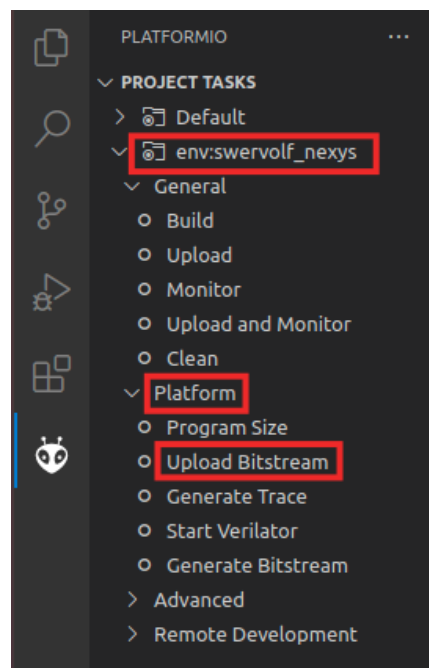 PLATFORMIO
PROJECT TASKS
Default
env:swervolf_nexys
General
Build
Upload
Monitor
Upload and Monitor
Clean
Platform
Program Size
Upload Bitstream
Generate Trace
Start Verilator
Generate Bitstream
Advanced
Remote Development